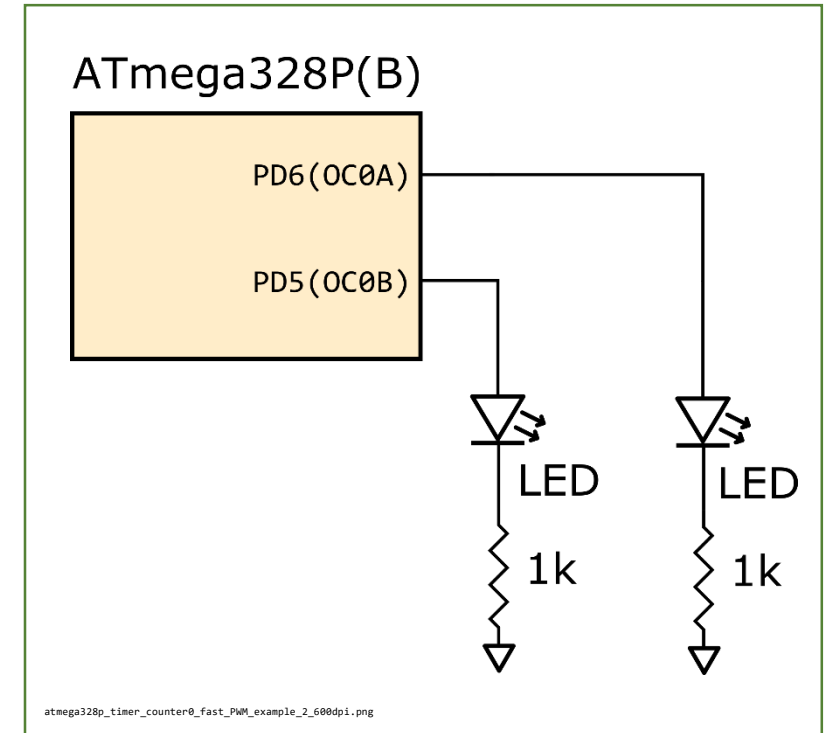 ATmega328P(B)
PD6(OC0A)
PD5(OC0B)
LED
LED
1k
1k
atmega328p_timer_counter0_fast_PWM_example_2_600dpi.png